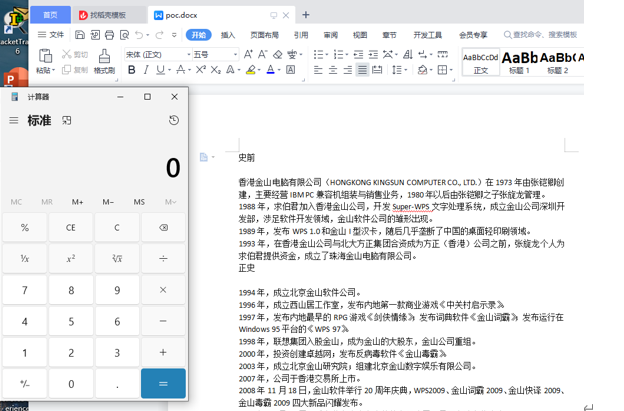 首页
找稻壳模板
poc.docx
文件
开始
插入
页面布局
引用
审阅
视图
章节
开发工具
会员专享
查找命令、搜索模板
粘贴
剪切
复制
格式刷
宋体 (正文)
五号
AaBbCcDd
AaBb
AaBb(
AaBbC
正文
标题 1
标题 2
计算器
标准
0
MC MR M+ M− MS M
% CE C
¹/x x² ²√x ÷
7 8 9 ×
4 5 6 −
1 2 3 +
+/− 0 . =
史前
香港金山电脑有限公司（HONGKONG KINGSUN COMPUTER CO., LTD.）在 1973 年由张铠卿创
建，主要经营 IBM PC 兼容机组装与销售业务，1980 年以后由张铠卿之子张旋龙管理。
1988 年，求伯君加入香港金山公司，开发 Super-WPS 文字处理系统，成立金山公司深圳开
发部，涉足软件开发领域，金山软件公司的雏形出现。
1989 年，发布 WPS 1.0 和金山 I 型汉卡，随后几乎垄断了中国的桌面轻印刷领域。
1993 年，在香港金山公司与北大方正集团合资成为方正（香港）公司之前，张旋龙个人为
求伯君提供资金，成立了珠海金山电脑公司。
正史
1994 年，成立北京金山软件公司。
1996 年，成立西山居工作室，发布内地第一款商业游戏《中关村启示录》。
1997 年，发布内地最早的 RPG 游戏《剑侠情缘》；发布词典软件《金山词霸》；发布运行在
Windows 95 平台的《WPS 97》。
1998 年，联想集团入股金山，成为金山的大股东，金山公司重组。
2000 年，投资创建卓越网；发布反病毒软件《金山毒霸》。
2003 年，成立北京金山研究院；组建北京金山数字娱乐有限公司。
2007 年，公司于香港交易所上市。
2008 年 11 月 18 日，金山软件举行 20 周年庆典，WPS2009、金山词霸 2009、金山快译 2009、
金山毒霸 2009 四大新品闪耀发布。